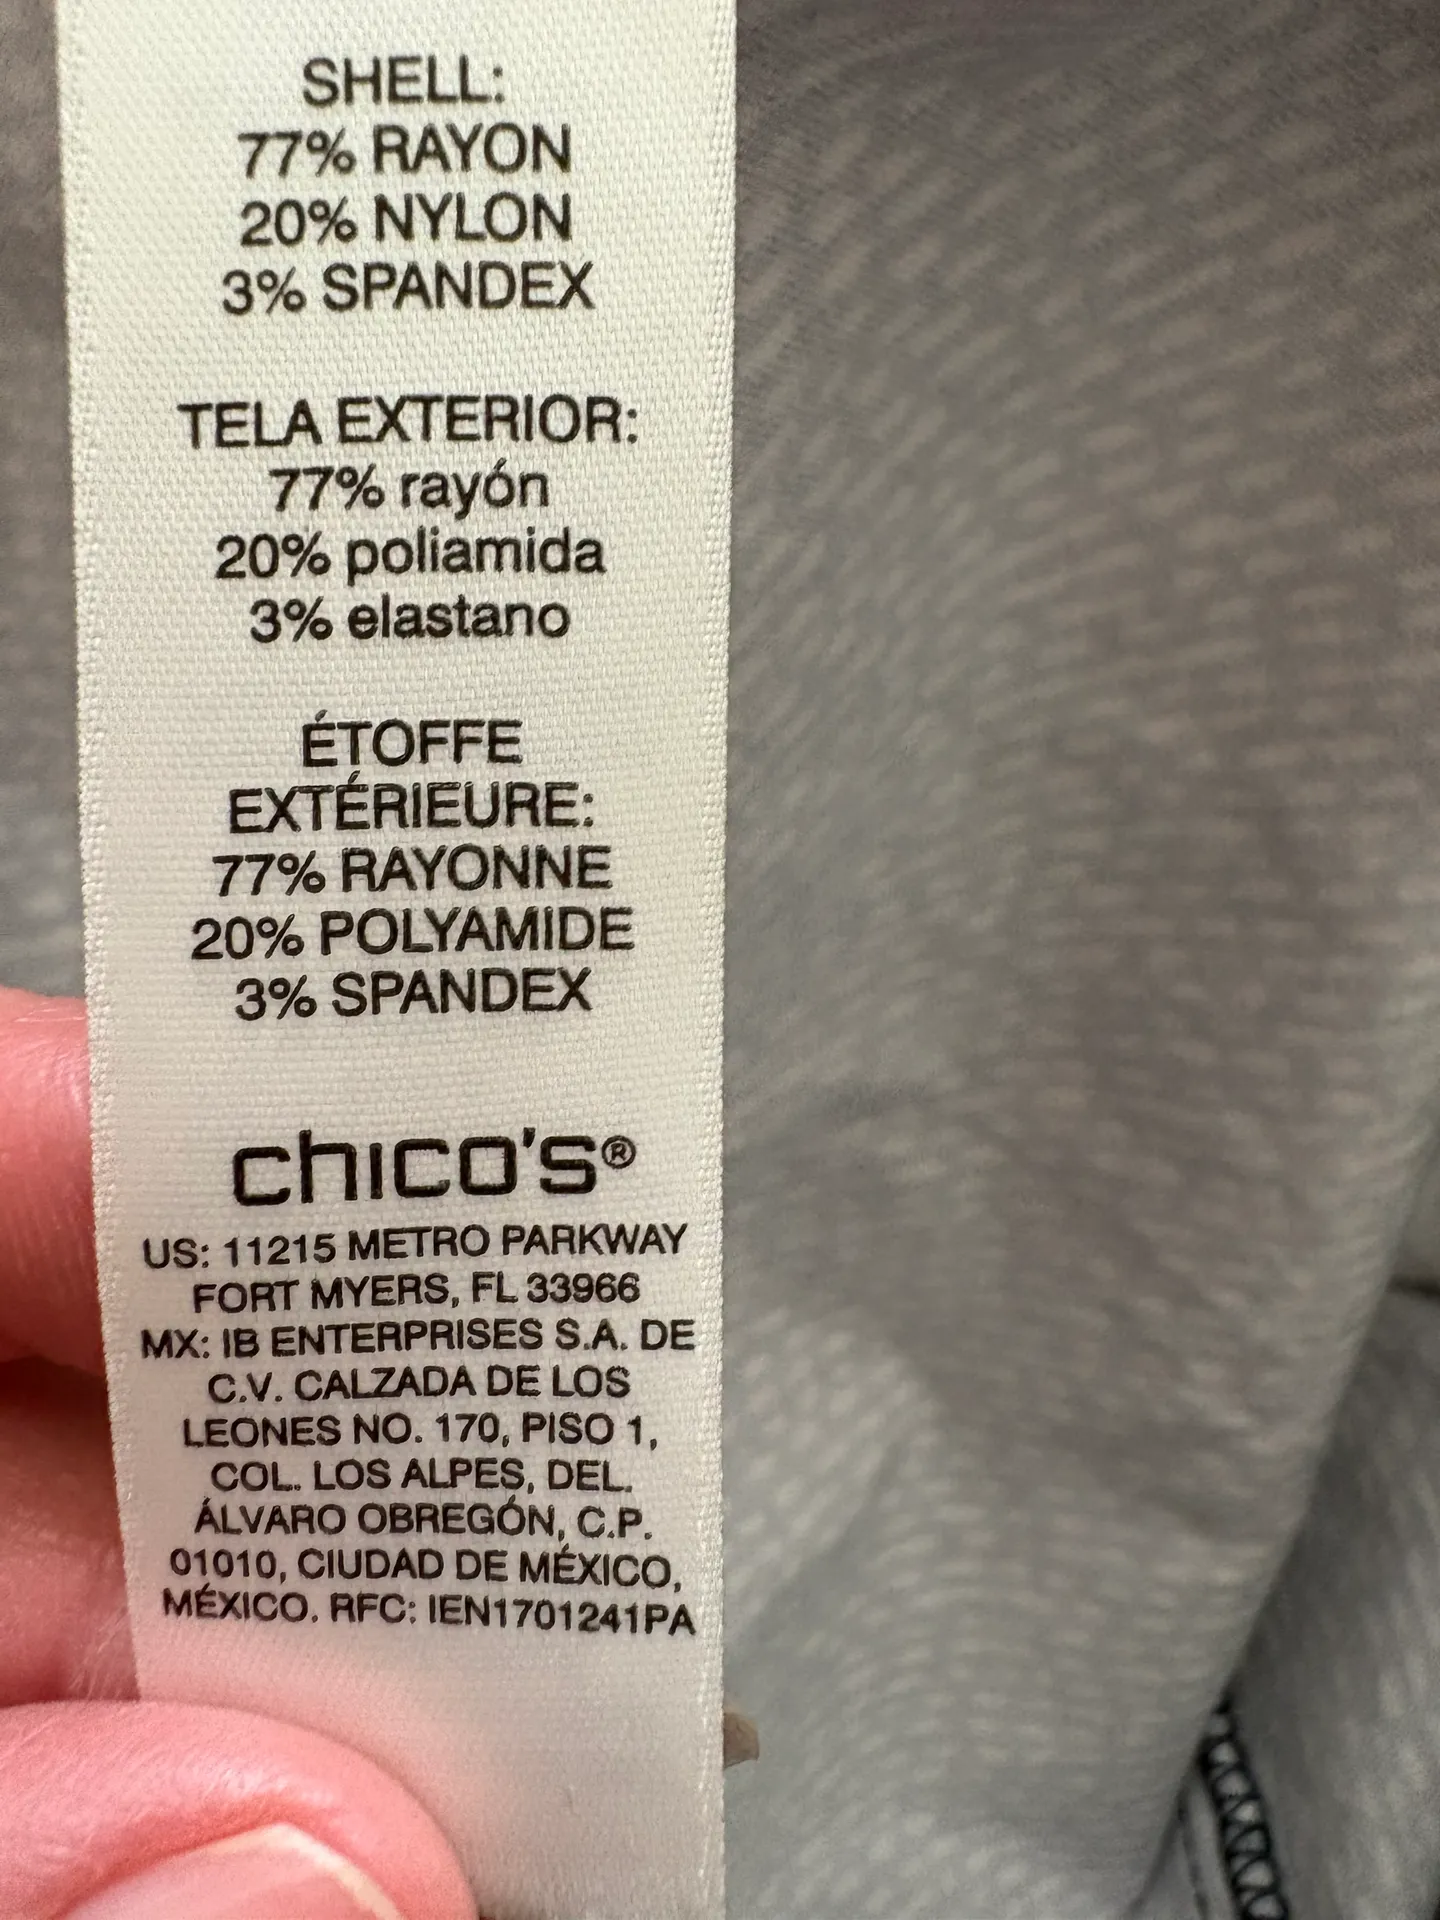 SHELL:
77% RAYON
20% NYLON
3% SPANDEX
TELA EXTERIOR:
77% rayón
20% poliamida
3% elastano
ÉTOFFE
EXTÉRIEURE:
77% RAYONNE
20% POLYAMIDE
3% SPANDEX
chico's®
US: 11215 METRO PARKWAY
FORT MYERS, FL 33966
MX: IB ENTERPRISES S.A. DE
C.V. CALZADA DE LOS
LEONES NO. 170, PISO 1,
COL. LOS ALPES, DEL.
ÁLVARO OBREGÓN, C.P.
01010, CIUDAD DE MÉXICO,
MÉXICO. RFC: IEN1701241PA